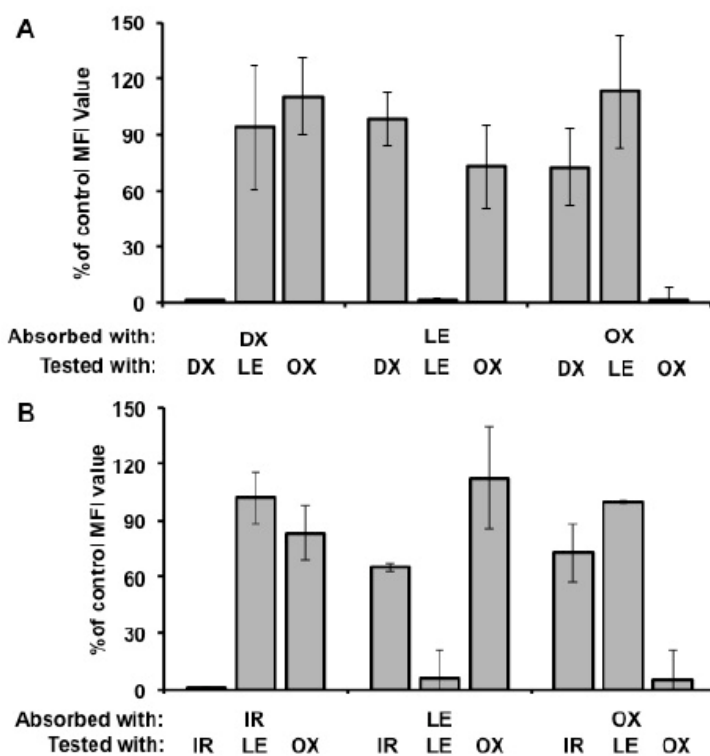 A
%of control MFI Value
150
120
90
60
30
0
Absorbed with: DX LE OX
Tested with: DX LE OX DX LE OX DX LE OX
B
%of control MFI value
150
120
90
60
30
0
Absorbed with: IR LE OX
Tested with: IR LE OX IR LE OX IR LE OX